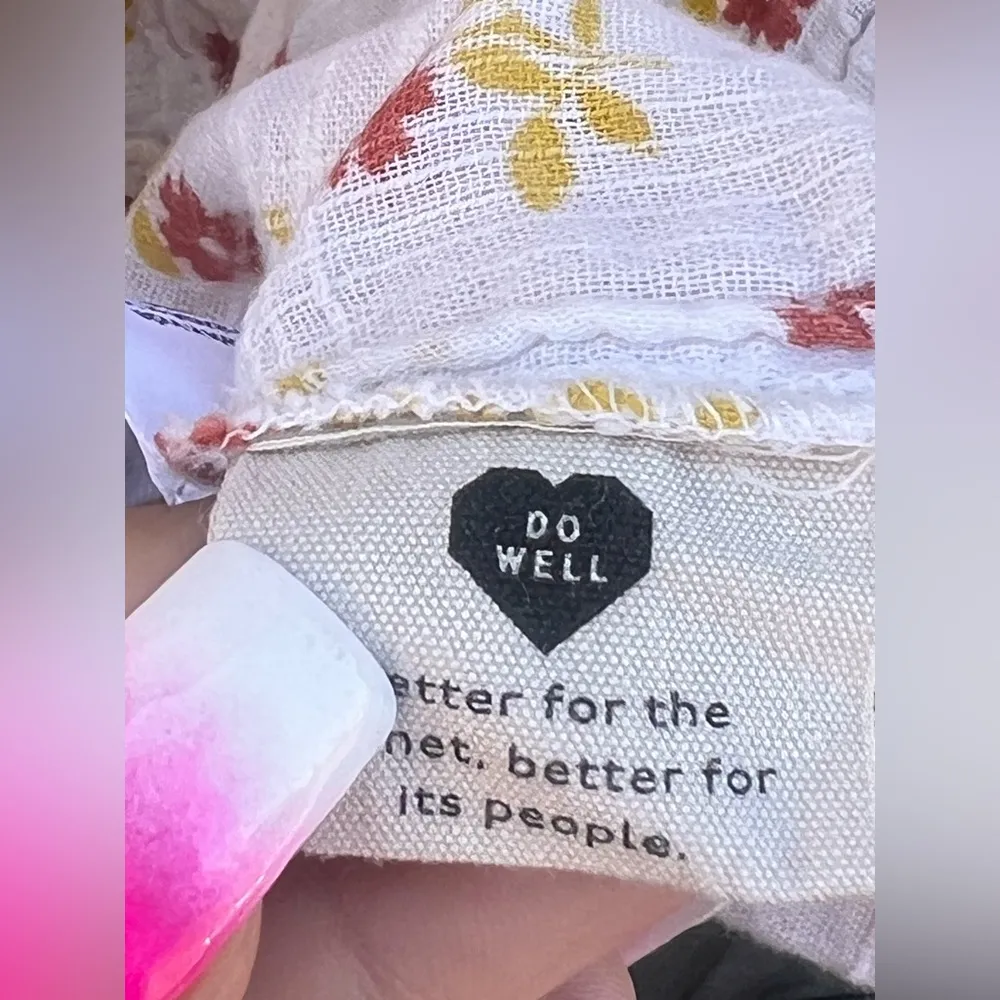 DO
WELL
etter for the
net. better for
its people.